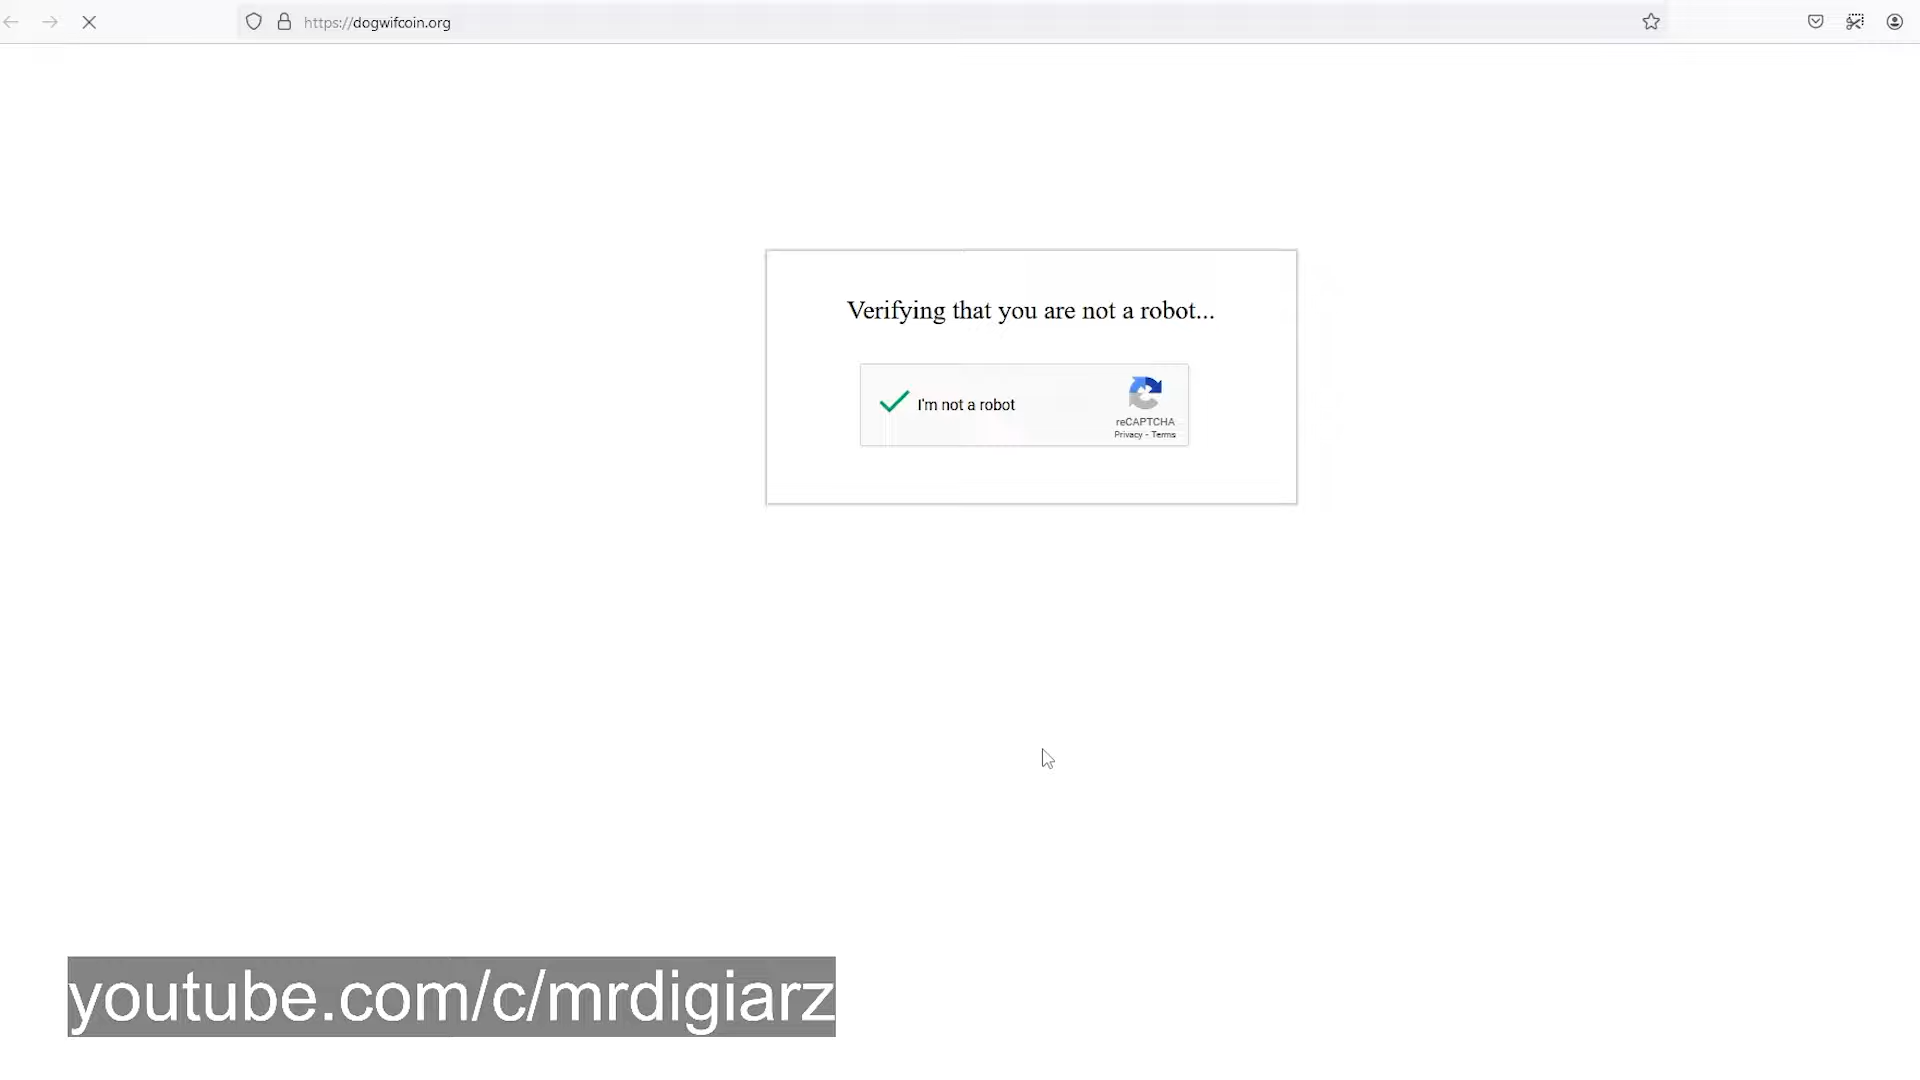 https://dogwifcoin.org
Verifying that you are not a robot...
I'm not a robot
reCAPTCHA
Privacy - Terms
youtube.com/c/mrdigiarz